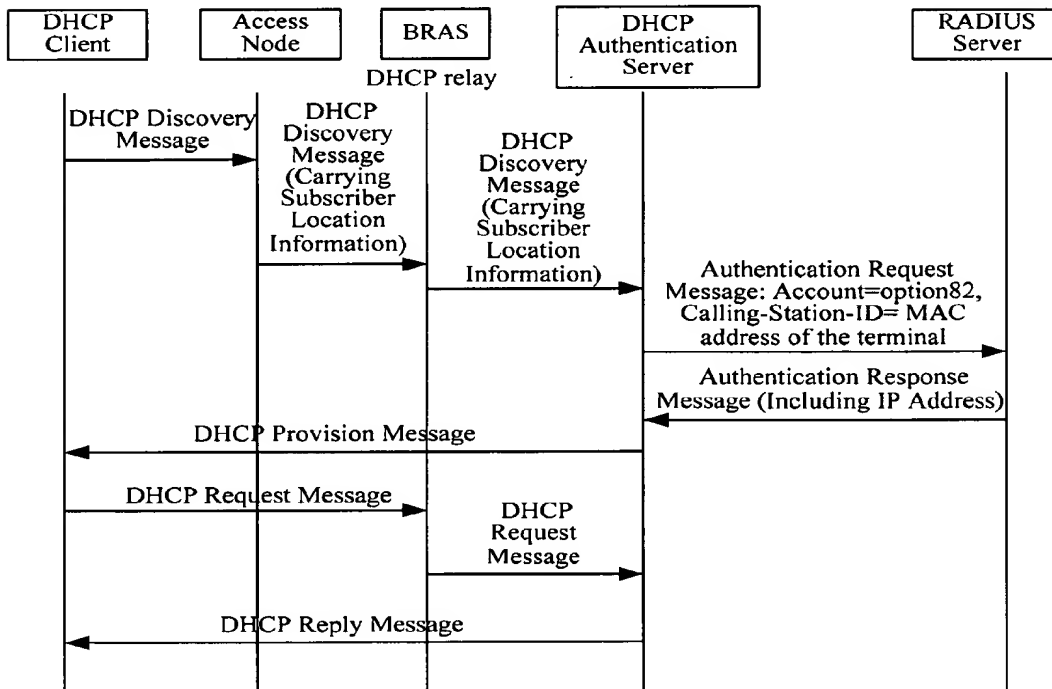 DHCP
Client
Access
Node
BRAS
DHCP
Authentication
Server
RADIUS
Server
DHCP relay
DHCP Discovery
Message
DHCP
Discovery
Message
(Carrying
Subscriber
Location
Information)
DHCP
Discovery
Message
(Carrying
Subscriber
Location
Information)
Authentication Request
Message: Account=option82,
Calling-Station-ID= MAC
address of the terminal
Authentication Response
Message (Including IP Address)
DHCP Provision Message
DHCP Request Message
DHCP
Request
Message
DHCP Reply Message